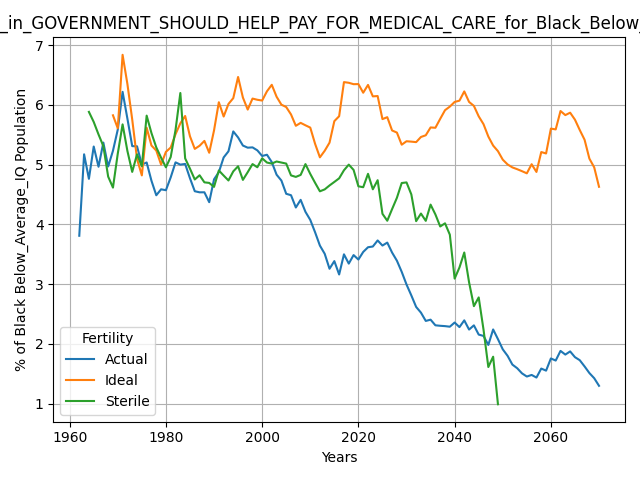 _in_GOVERNMENT_SHOULD_HELP_PAY_FOR_MEDICAL_CARE_for_Black_Below_
% of Black Below_Average_IQ Population
7
6
5
4
3
2
1
Fertility
Actual
Ideal
Sterile
1960 1980 2000 2020 2040 2060
Years